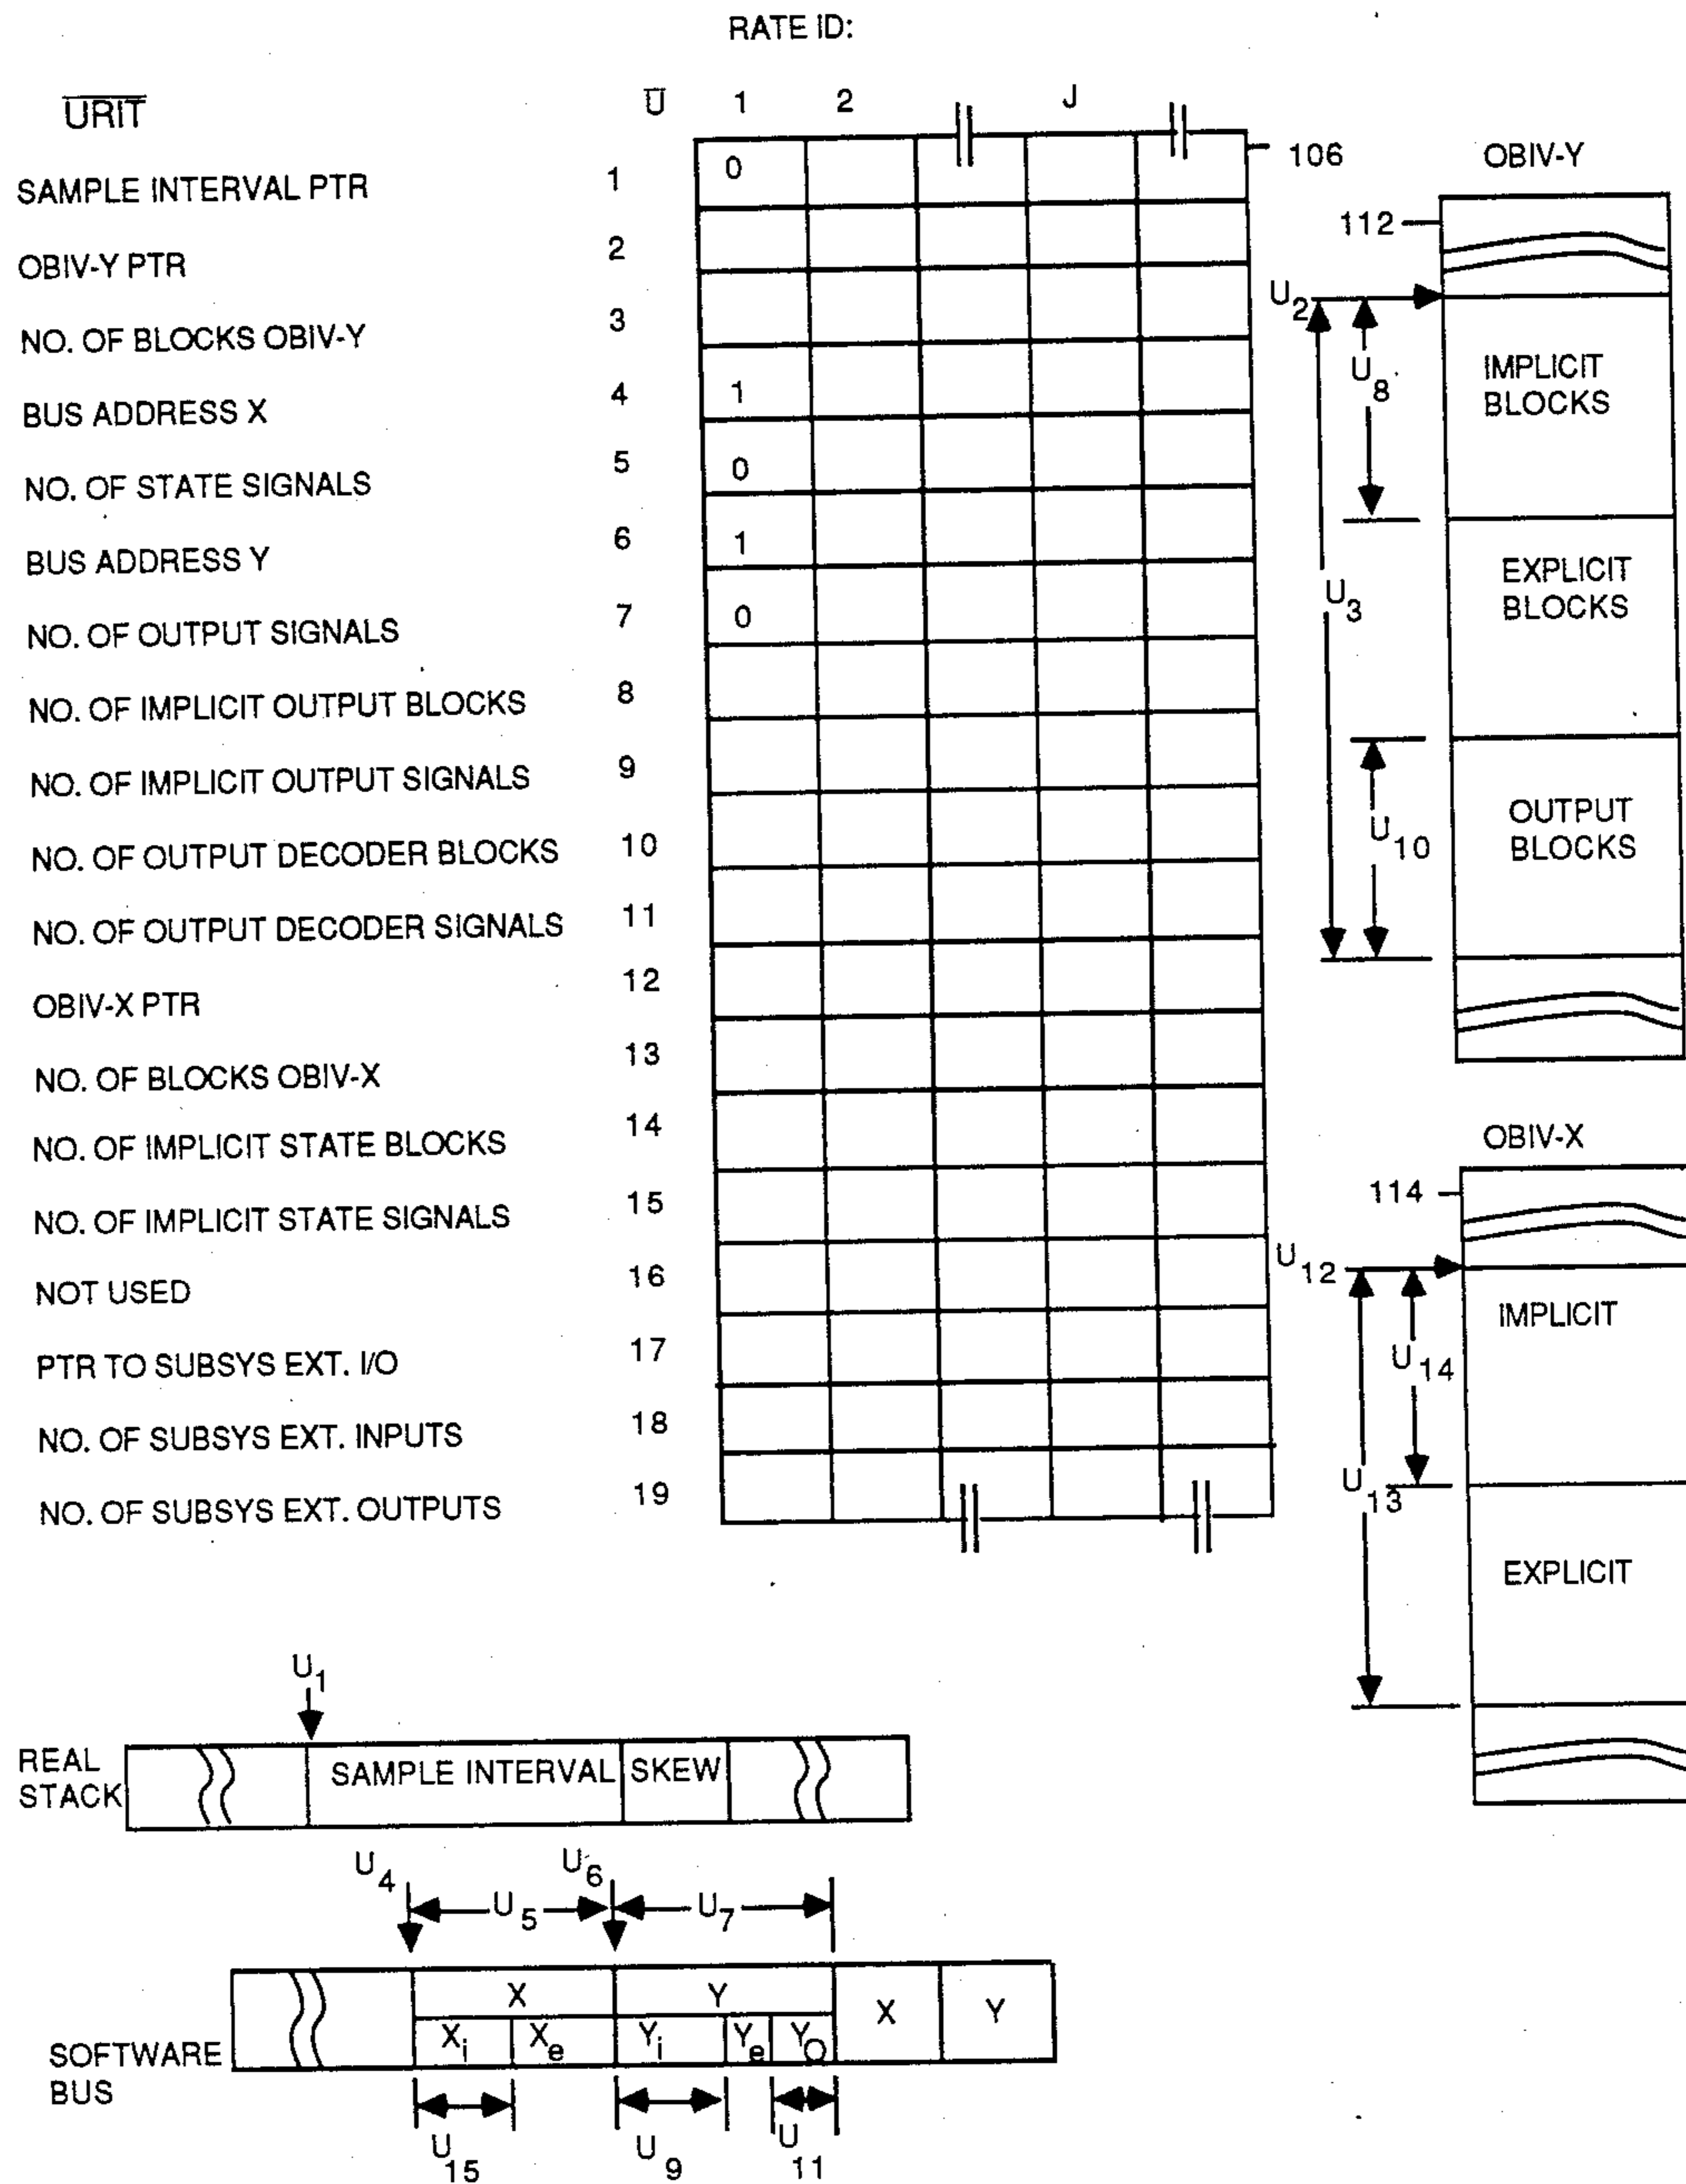 RATE ID:
URIT U 1 2 J
SAMPLE INTERVAL PTR 1 0
OBIV-Y PTR 2
NO. OF BLOCKS OBIV-Y 3
BUS ADDRESS X 4 1
NO. OF STATE SIGNALS 5 0
BUS ADDRESS Y 6 1
NO. OF OUTPUT SIGNALS 7 0
NO. OF IMPLICIT OUTPUT BLOCKS 8
NO. OF IMPLICIT OUTPUT SIGNALS 9
NO. OF OUTPUT DECODER BLOCKS 10
NO. OF OUTPUT DECODER SIGNALS 11
OBIV-X PTR 12
NO. OF BLOCKS OBIV-X 13
NO. OF IMPLICIT STATE BLOCKS 14
NO. OF IMPLICIT STATE SIGNALS 15
NOT USED 16
PTR TO SUBSYS EXT. I/O 17
NO. OF SUBSYS EXT. INPUTS 18
NO. OF SUBSYS EXT. OUTPUTS 19
106
OBIV-Y
112
U2
U8
IMPLICIT
BLOCKS
EXPLICIT
BLOCKS
U3
OUTPUT
BLOCKS
U10
OBIV-X
114
U12
IMPLICIT
U14
U13
EXPLICIT
U1
REAL
STACK
SAMPLE INTERVAL SKEW
U4 U5 U6 U7
X Y X Y
Xi Xe Yi Ye YO
SOFTWARE
BUS
U15 U9 U11